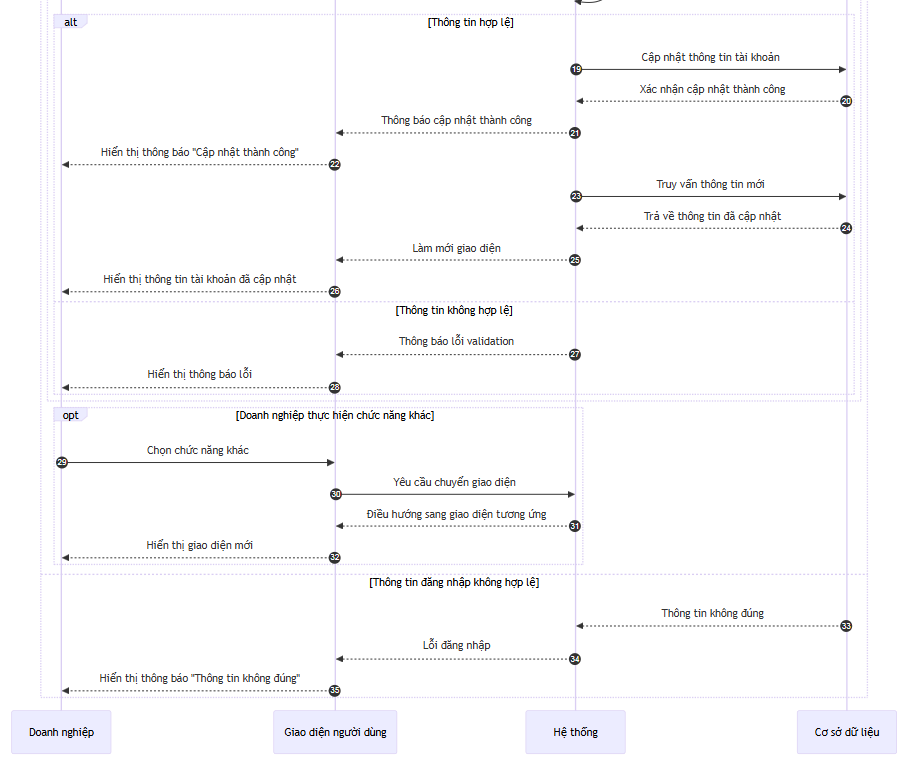 alt
[Thông tin hợp lệ]
Cập nhật thông tin tài khoản
19
Xác nhận cập nhật thành công
20
Thông báo cập nhật thành công
21
Hiển thị thông báo "Cập nhật thành công"
22
Truy vấn thông tin mới
23
Trả về thông tin đã cập nhật
24
Làm mới giao diện
25
Hiển thị thông tin tài khoản đã cập nhật
26
[Thông tin không hợp lệ]
Thông báo lỗi validation
27
Hiển thị thông báo lỗi
28
opt
[Doanh nghiệp thực hiện chức năng khác]
Chọn chức năng khác
29
Yêu cầu chuyển giao diện
30
Điều hướng sang giao diện tương ứng
31
Hiển thị giao diện mới
32
[Thông tin đăng nhập không hợp lệ]
Thông tin không đúng
33
Lỗi đăng nhập
34
Hiển thị thông báo "Thông tin không đúng"
35
Doanh nghiệp
Giao diện người dùng
Hệ thống
Cơ sở dữ liệu